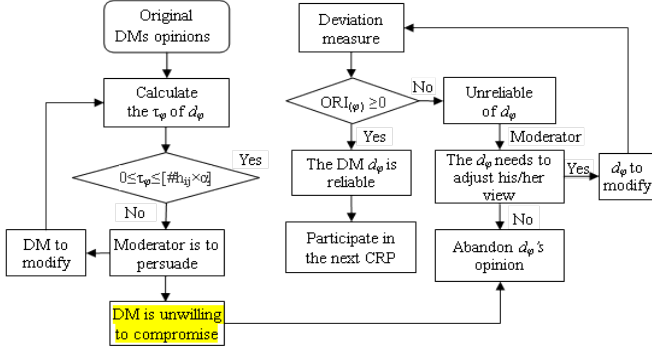 Original
DMs opinions
Calculate
the τφ of dφ
Yes
0≤τφ≤[#hij×α]
No
DM to
modify
Moderator is to
persuade
DM is unwilling
to compromise
Deviation
measure
ORI(φ) ≥0
No
Unreliable
of dφ
Yes
Moderator
The DM dφ is
reliable
The dφ needs to
adjust his/her
view
Yes
dφ to
modify
No
Participate in
the next CRP
Abandon dφ's
opinion